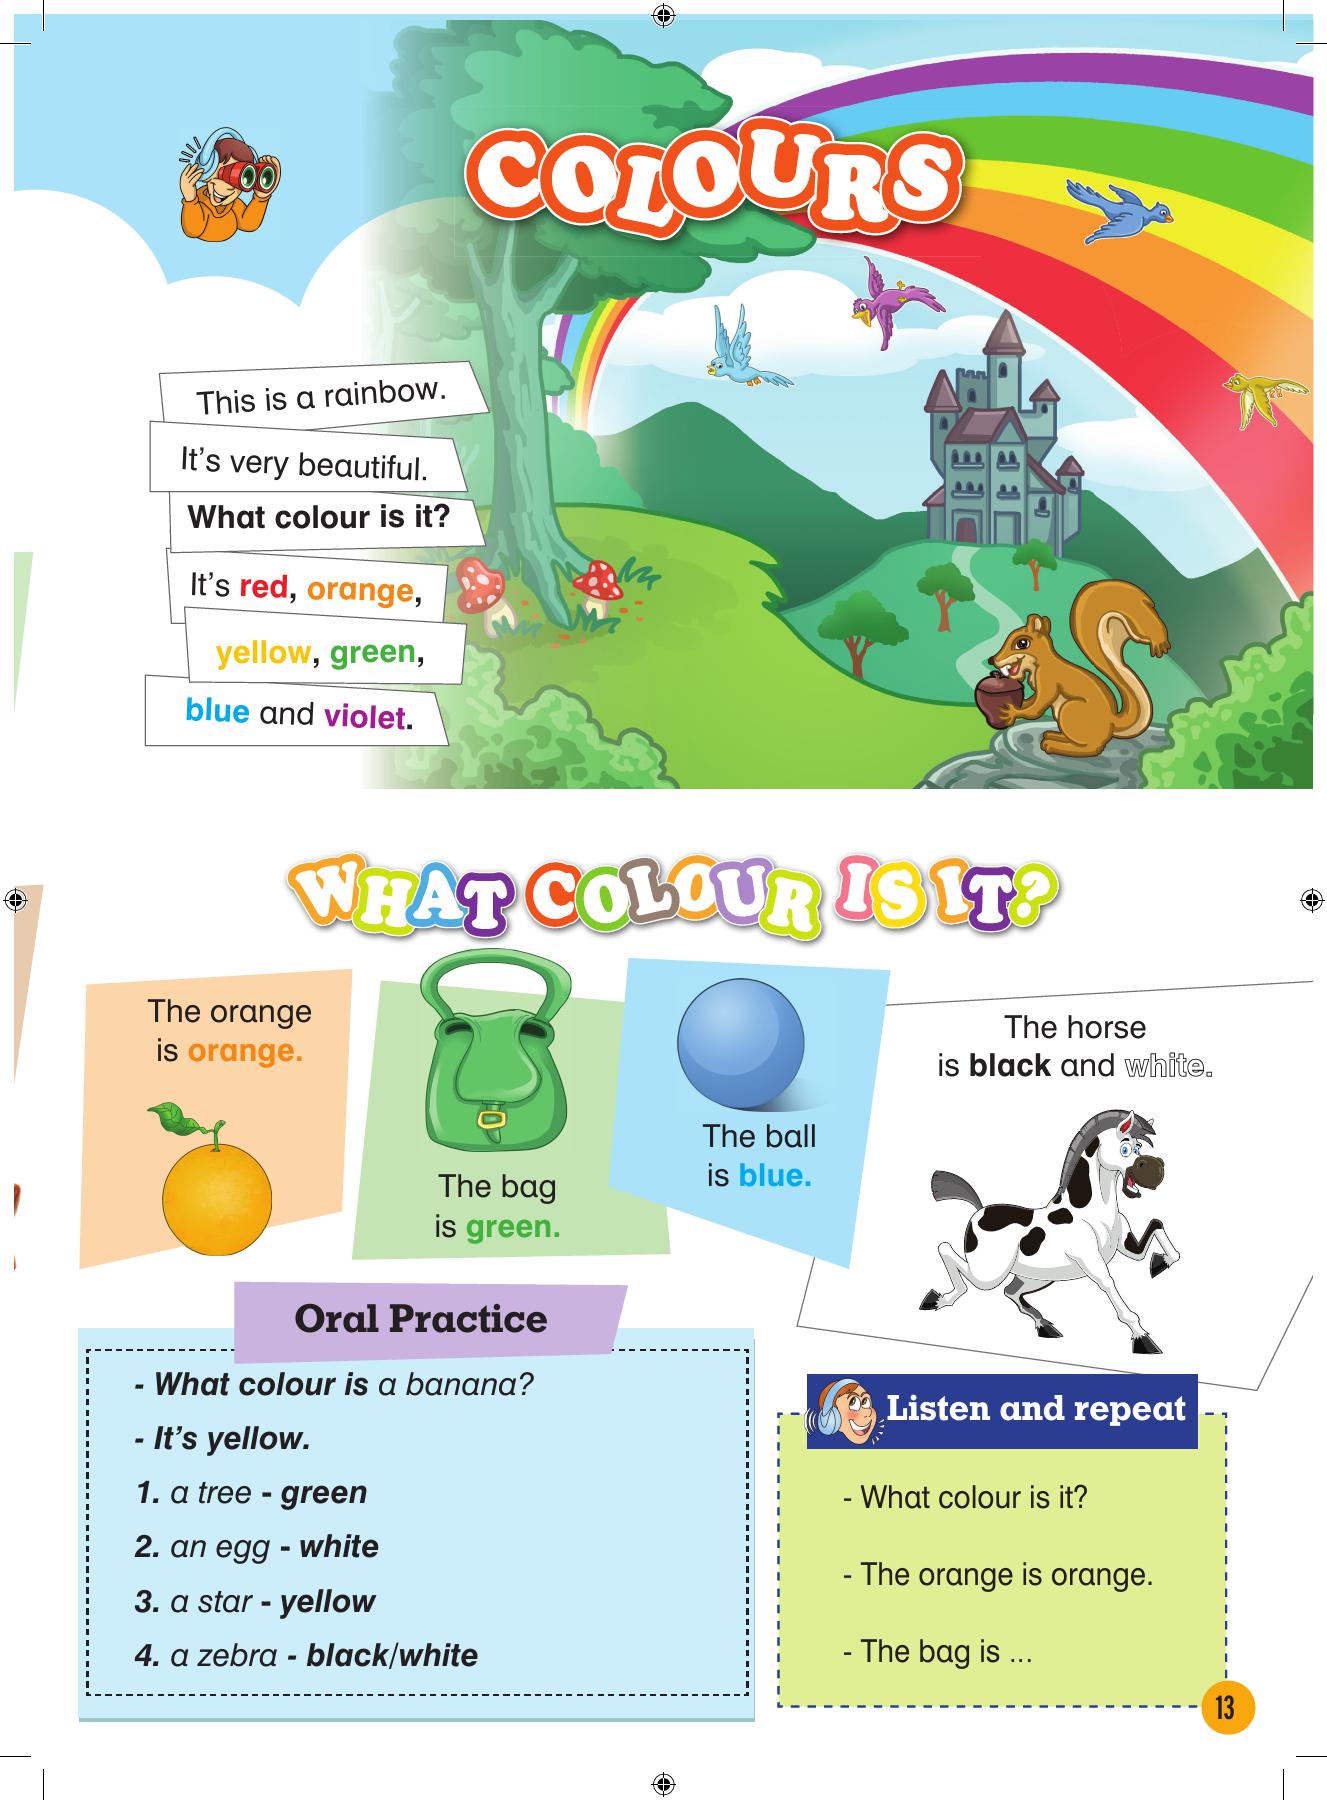 COLOURS
This is a rainbow.
It's very beautiful.
What colour is it?
It's red, orange,
yellow, green,
blue and violet.
WHAT COLOUR IS IT?
The orange
is orange.
The bag
is green.
The ball
is blue.
The horse
is black and white.
Oral Practice
- What colour is a banana?
- It's yellow.
1. a tree - green
2. an egg - white
3. a star - yellow
4. a zebra - black/white
Listen and repeat
- What colour is it?
- The orange is orange.
- The bag is ...
13